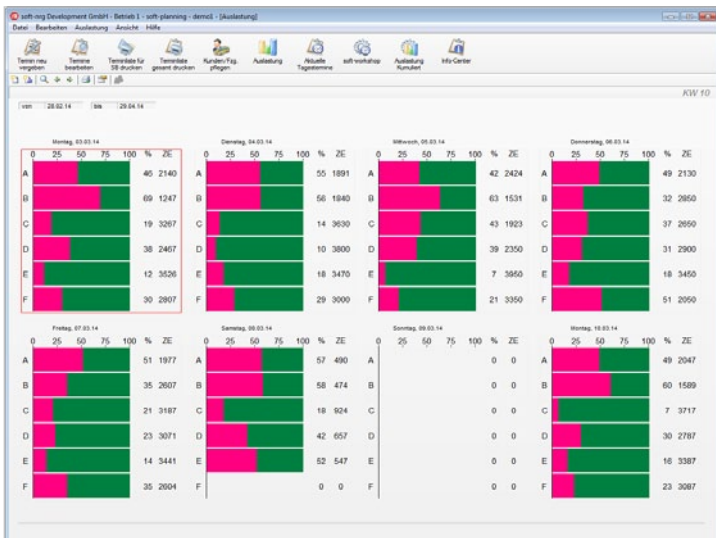 soft-nrg Development GmbH - Betrieb 1 - soft-planning - demo1 - [Auslastung]
Datei Bearbeiten Auslastung Ansicht Hilfe
Termin neu vergeben
Termine bearbeiten
Terminliste für SB drucken
Terminliste gesamt drucken
Kunden/Fzg. pflegen
Auslastung
Aktuelle Tagestermine
soft-workshop
Auslastung Kumuliert
Info-Center
KW 10
von 28.02.14 bis 29.04.14
Montag, 03.03.14
0 25 50 75 100 % ZE
A 46 2140
B 69 1247
C 19 3267
D 38 2467
E 12 3526
F 30 2807
Dienstag, 04.03.14
0 25 50 75 100 % ZE
A 55 1891
B 56 1840
C 14 3630
D 10 3800
E 18 3470
F 29 3000
Mittwoch, 05.03.14
0 25 50 75 100 % ZE
A 42 2424
B 63 1531
C 43 1923
D 39 2350
E 7 3950
F 21 3350
Donnerstag, 06.03.14
0 25 50 75 100 % ZE
A 49 2130
B 32 2850
C 37 2650
D 31 2900
E 18 3450
F 51 2050
Freitag, 07.03.14
0 25 50 75 100 % ZE
A 51 1977
B 35 2607
C 21 3187
D 23 3071
E 14 3441
F 35 2604
Samstag, 08.03.14
0 25 50 75 100 % ZE
A 57 490
B 58 474
C 18 924
D 42 657
E 52 547
F 0 0
Sonntag, 09.03.14
0 25 50 75 100 % ZE
A 0 0
B 0 0
C 0 0
D 0 0
E 0 0
F 0 0
Montag, 10.03.14
0 25 50 75 100 % ZE
A 49 2047
B 60 1589
C 7 3717
D 30 2787
E 16 3387
F 23 3087